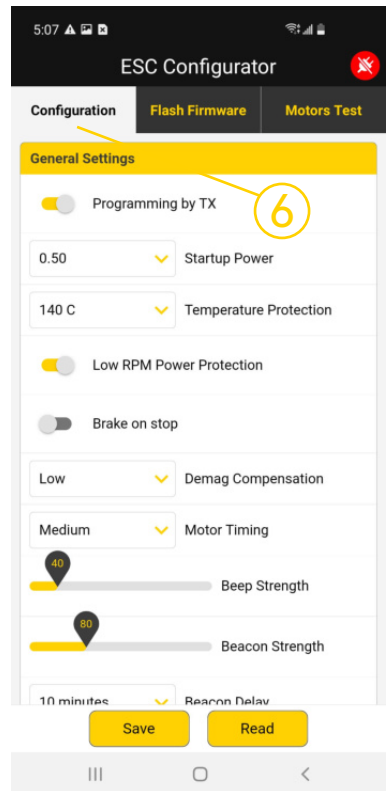 5:07
ESC Configurator
Configuration Flash Firmware Motors Test
General Settings
Programming by TX
6
0.50 Startup Power
140 C Temperature Protection
Low RPM Power Protection
Brake on stop
Low Demag Compensation
Medium Motor Timing
40
Beep Strength
80
Beacon Strength
10 minutes Beacon Delay
Save Read